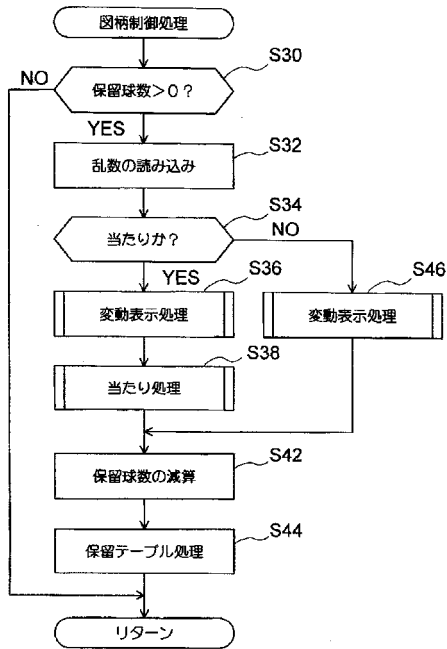 図柄制御処理
S30
NO
保留球数>0?
YES
S32
乱数の読み込み
S34
当たりか?
NO
YES
S36
S46
変動表示処理
変動表示処理
S38
当たり処理
S42
保留球数の減算
S44
保留テーブル処理
リターン